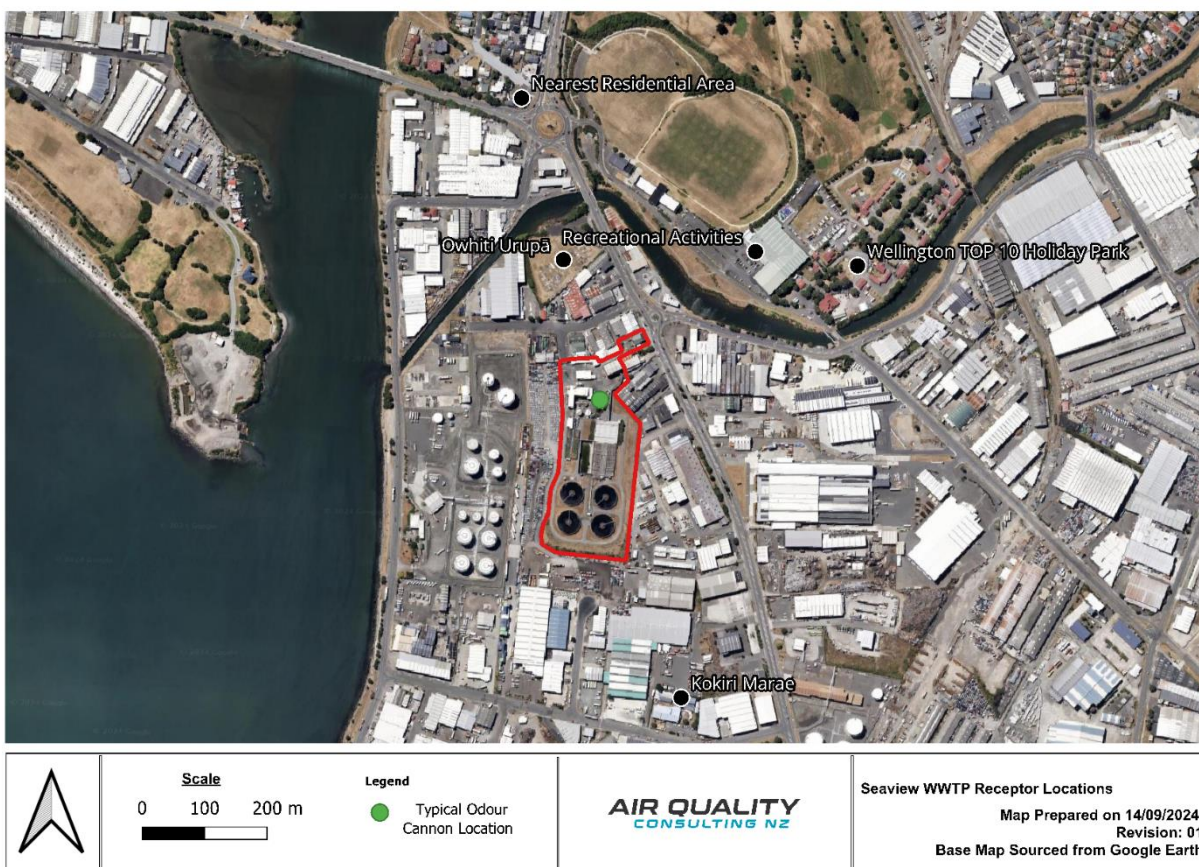 Nearest Residential Area
Owhiti Urupā
Recreational Activities
Wellington TOP 10 Holiday Park
Kokiri Marae
Scale
0 100 200 m
Legend
Typical Odour
Cannon Location
AIR QUALITY
CONSULTING NZ
Seaview WWTP Receptor Locations
Map Prepared on 14/09/2024
Revision: 01
Base Map Sourced from Google Earth